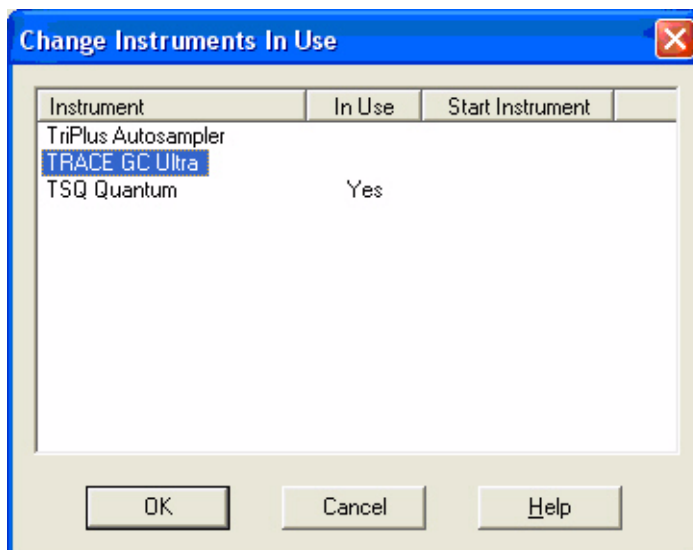 Change Instruments In Use
Instrument In Use Start Instrument
TriPlus Autosampler
TRACE GC Ultra
TSQ Quantum Yes
OK Cancel Help